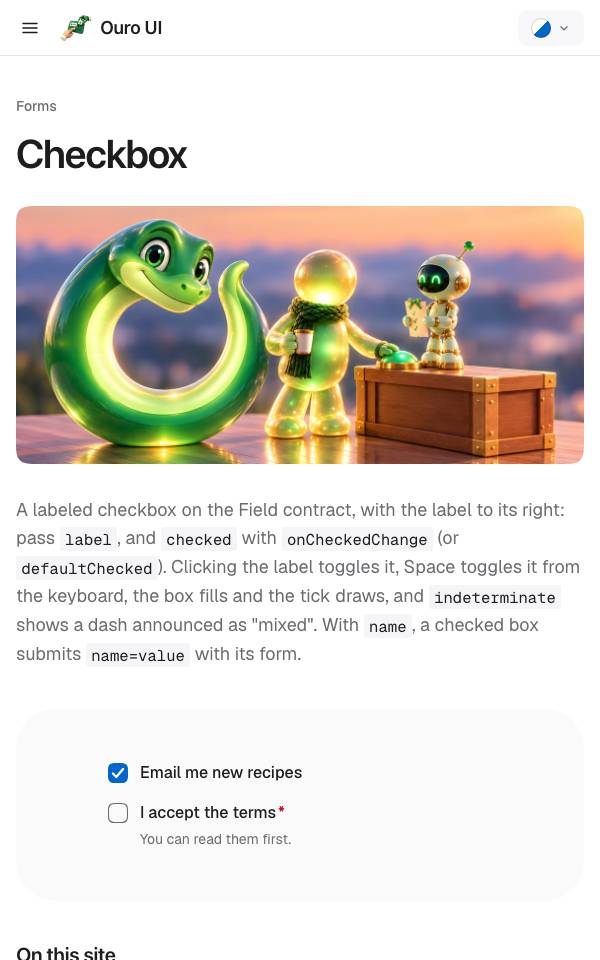 Ouro UI
Forms
Checkbox
A labeled checkbox on the Field contract, with the label to its right:
pass label, and checked with onCheckedChange (or
defaultChecked). Clicking the label toggles it, Space toggles it from
the keyboard, the box fills and the tick draws, and indeterminate
shows a dash announced as "mixed". With name, a checked box
submits name=value with its form.
Email me new recipes
I accept the terms*
You can read them first.
On this site